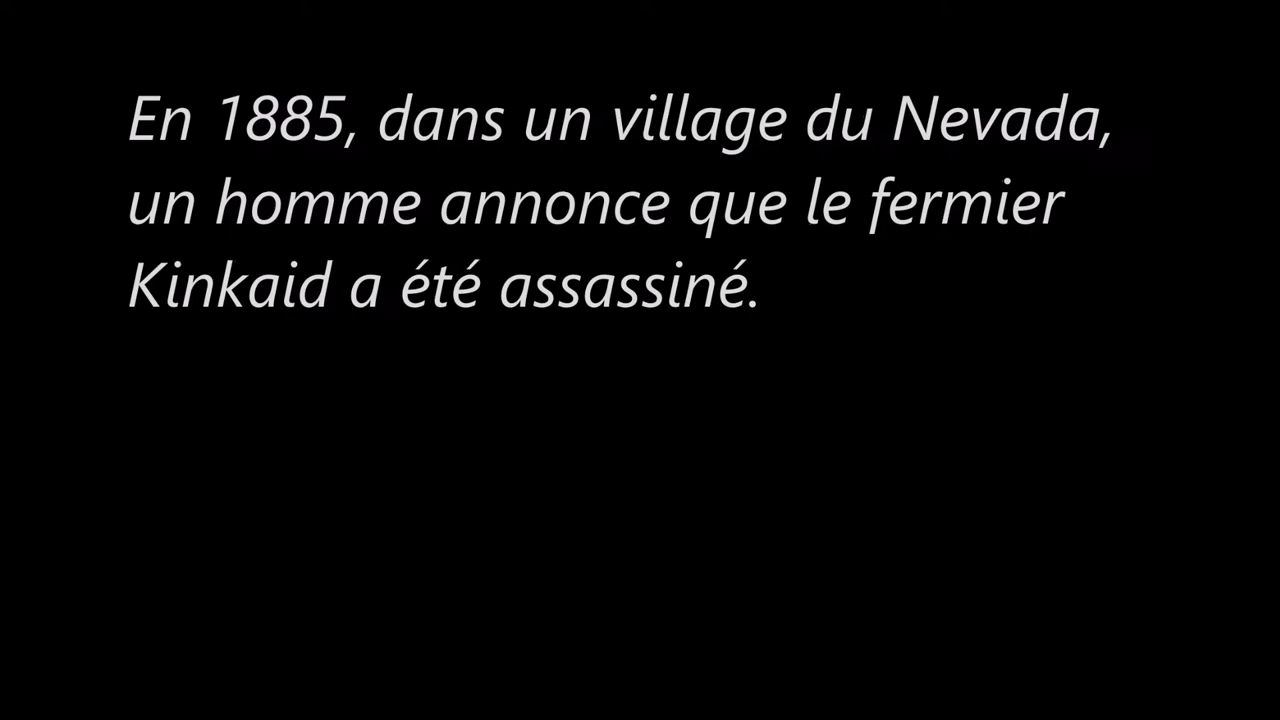 En 1885, dans un village du Nevada,
un homme annonce que le fermier
Kinkaid a été assassiné.